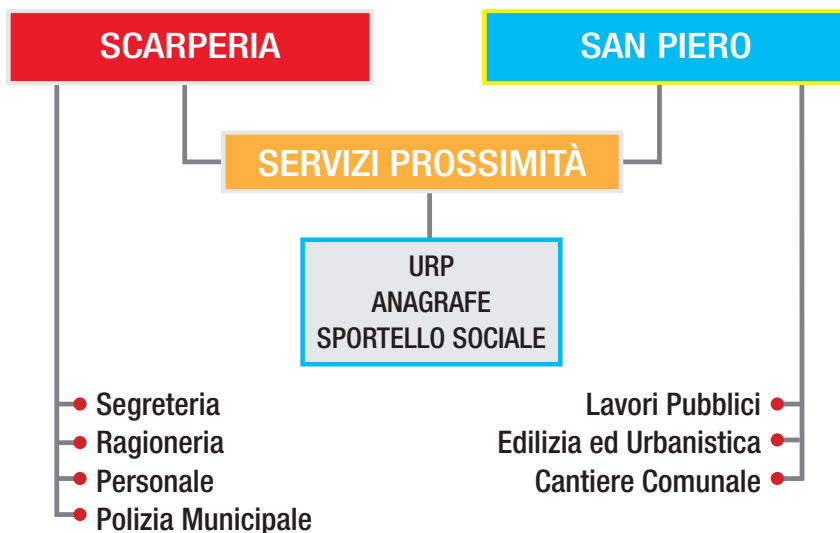 SCARPERIA
SAN PIERO
SERVIZI PROSSIMITÀ
URP
ANAGRAFE
SPORTELLO SOCIALE
Segreteria
Ragioneria
Personale
Polizia Municipale
Lavori Pubblici
Edilizia ed Urbanistica
Cantiere Comunale